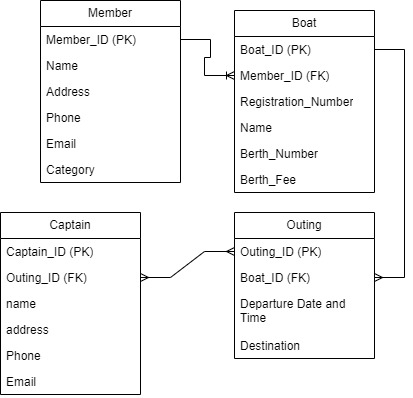 Member
Member_ID (PK)
Name
Address
Phone
Email
Category
Boat
Boat_ID (PK)
Member_ID (FK)
Registration_Number
Name
Berth_Number
Berth_Fee
Captain
Captain_ID (PK)
Outing_ID (FK)
name
address
Phone
Email
Outing
Outing_ID (PK)
Boat_ID (FK)
Departure Date and
Time
Destination